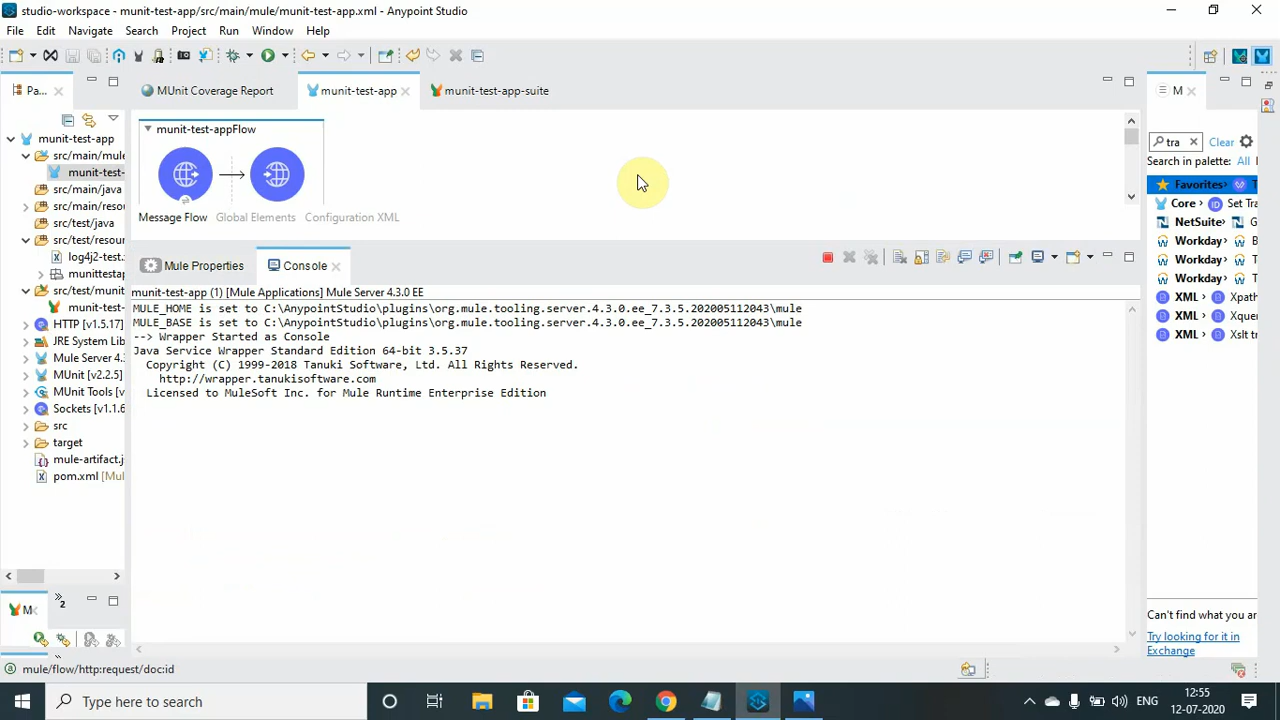 studio-workspace - munit-test-app/src/main/mule/munit-test-app.xml - Anypoint Studio
File Edit Navigate Search Project Run Window Help
Pa...
MUnit Coverage Report
munit-test-app
munit-test-app-suite
M
munit-test-app
src/main/mule
munit-test-
src/main/java
src/main/reso
src/test/java
src/test/resou
log4j2-test.
munittestap
src/test/munit
munit-test-
HTTP [v1.5.17]
JRE System Lib
Mule Server 4.
MUnit [v2.2.5]
MUnit Tools [v
Sockets [v1.1.6
src
target
mule-artifact.j
pom.xml [Mul
munit-test-appFlow
Message Flow Global Elements Configuration XML
Mule Properties
Console
munit-test-app (1) [Mule Applications] Mule Server 4.3.0 EE
MULE_HOME is set to C:\AnypointStudio\plugins\org.mule.tooling.server.4.3.0.ee_7.3.5.202005112043\mule
MULE_BASE is set to C:\AnypointStudio\plugins\org.mule.tooling.server.4.3.0.ee_7.3.5.202005112043\mule
--> Wrapper Started as Console
Java Service Wrapper Standard Edition 64-bit 3.5.37
Copyright (C) 1999-2018 Tanuki Software, Ltd. All Rights Reserved.
http://wrapper.tanukisoftware.com
Licensed to MuleSoft Inc. for Mule Runtime Enterprise Edition
tra
Clear
Search in palette: All
Favorites T
Core Set Tra
NetSuite G
Workday B
Workday T
Workday T
XML Xpath
XML Xque
XML Xslt tr
Can't find what you ar
Try looking for it in
Exchange
M
2
mule/flow/http:request/doc:id
Type here to search
ENG
12:55
12-07-2020